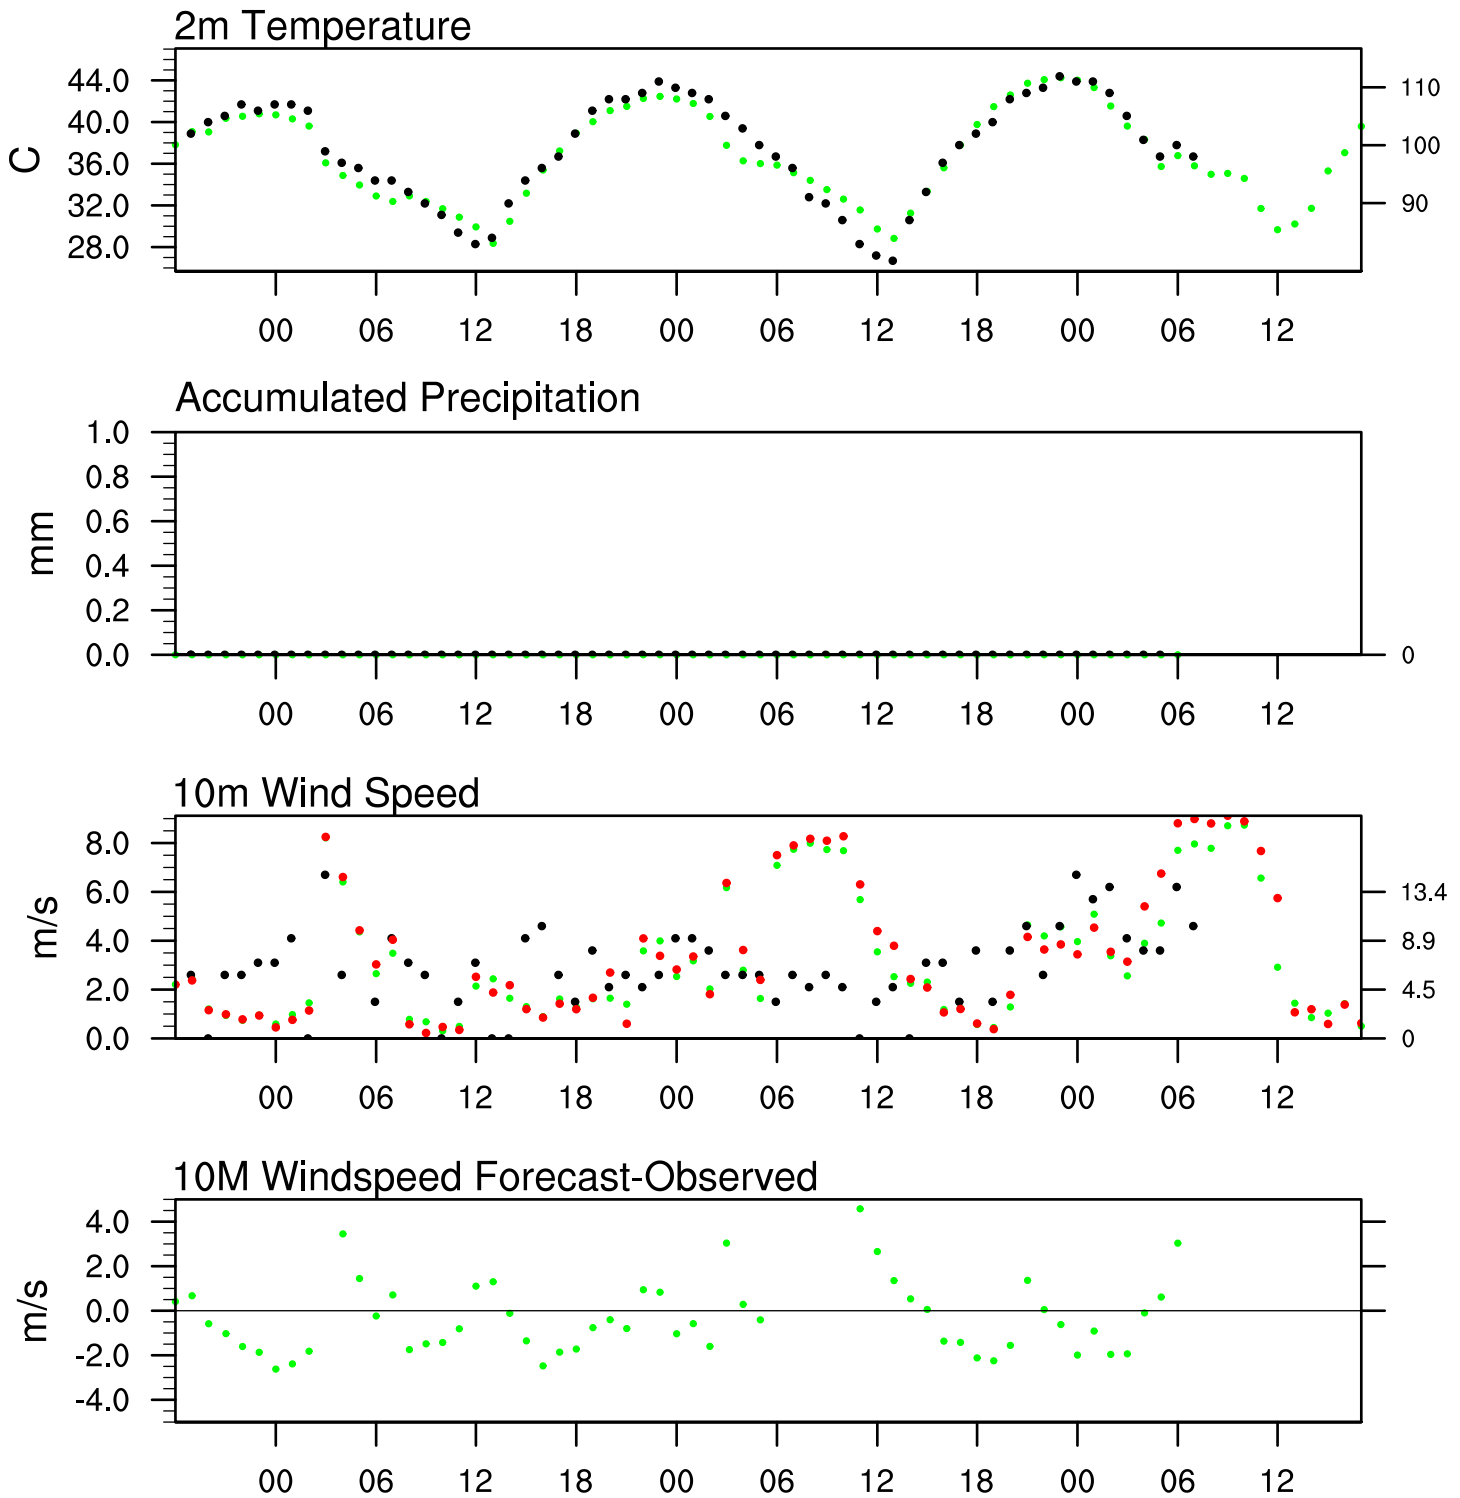 2m Temperature
44.0
40.0
36.0
32.0
28.0
C
110
100
90
00 06 12 18 00 06 12 18 00 06 12
Accumulated Precipitation
1.0
0.8
0.6
0.4
0.2
0.0
mm
0
00 06 12 18 00 06 12 18 00 06 12
10m Wind Speed
8.0
6.0
4.0
2.0
0.0
m/s
13.4
8.9
4.5
0
00 06 12 18 00 06 12 18 00 06 12
10M Windspeed Forecast-Observed
4.0
2.0
0.0
-2.0
-4.0
m/s
00 06 12 18 00 06 12 18 00 06 12